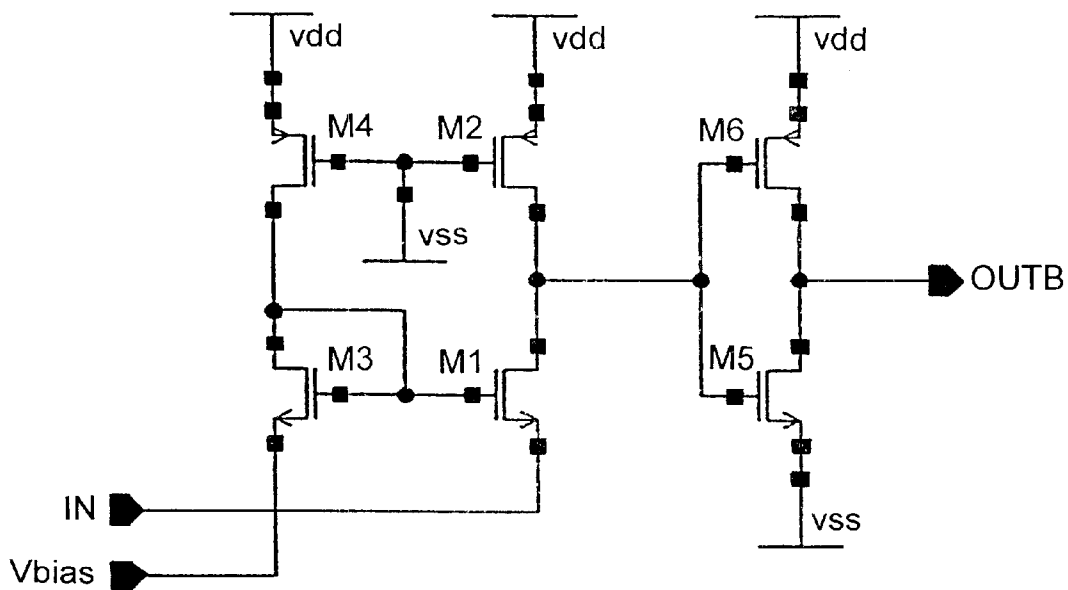 vdd
vdd
vdd
M4
M2
M6
vss
OUTB
M3
M1
M5
IN
vss
Vbias